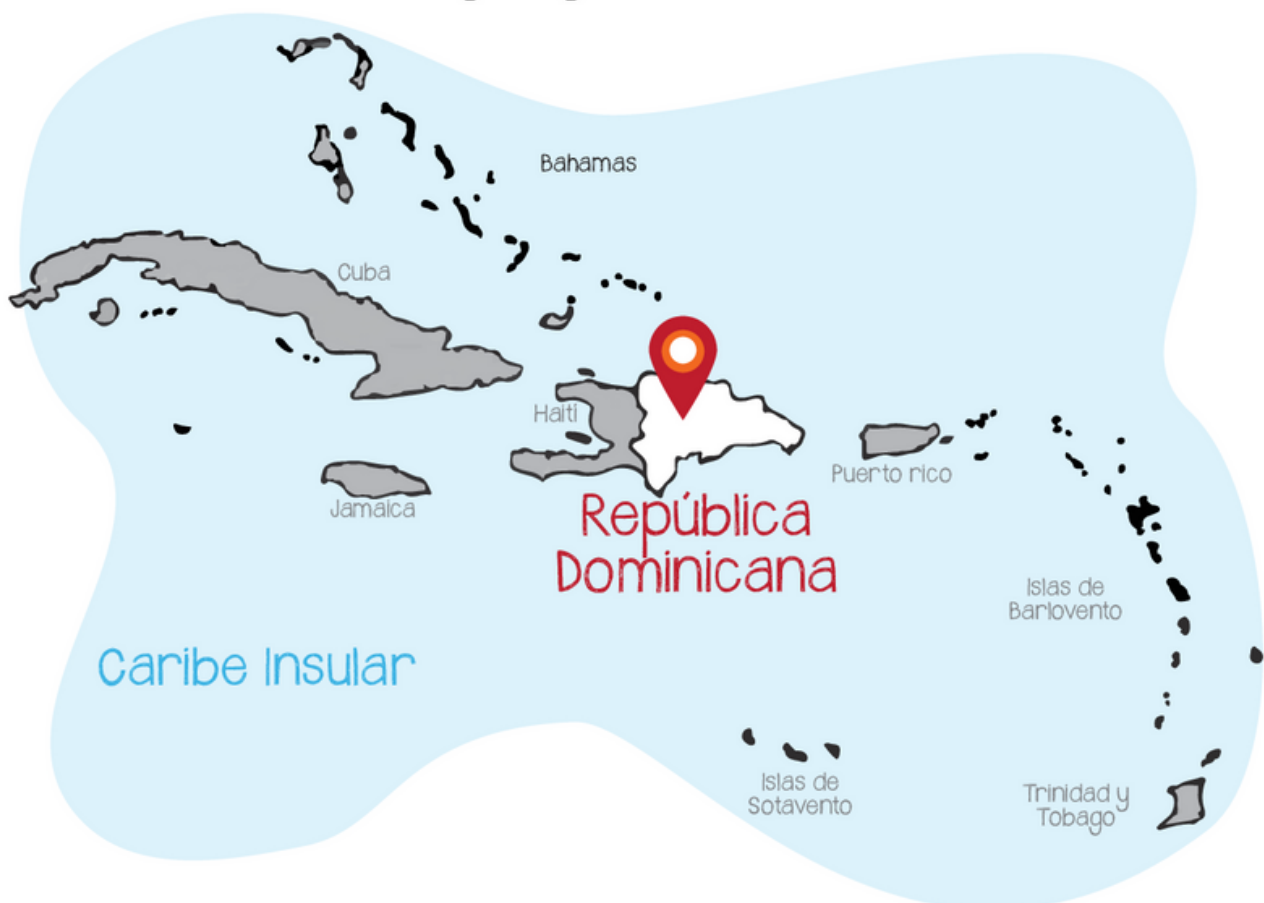 Bahamas
Cuba
Haiti
Puerto rico
Jamaica
República
Dominicana
Islas de
Barlovento
Caribe Insular
Islas de
Sotavento
Trinidad y
Tobago